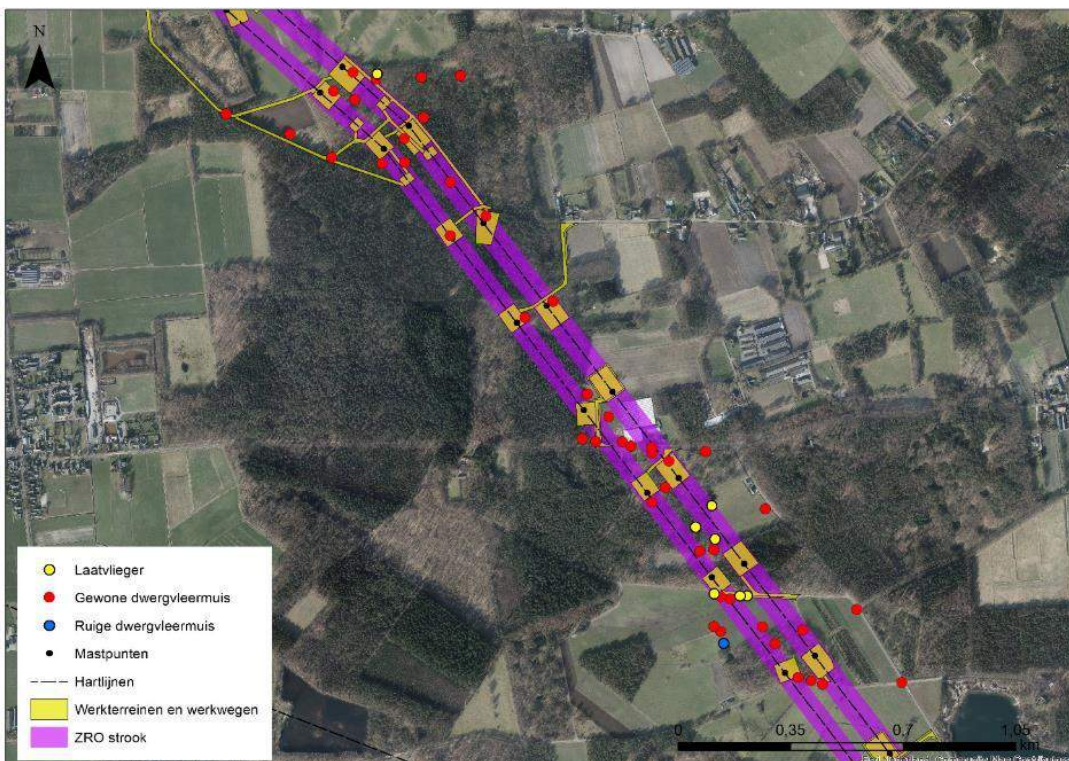 N
Laatvlieger
Gewone dwergvleermuis
Ruige dwergvleermuis
Mastpunten
Hartlijnen
Werkterreinen en werkwegen
ZRO strook
0 0,35 0,7 1,05
km